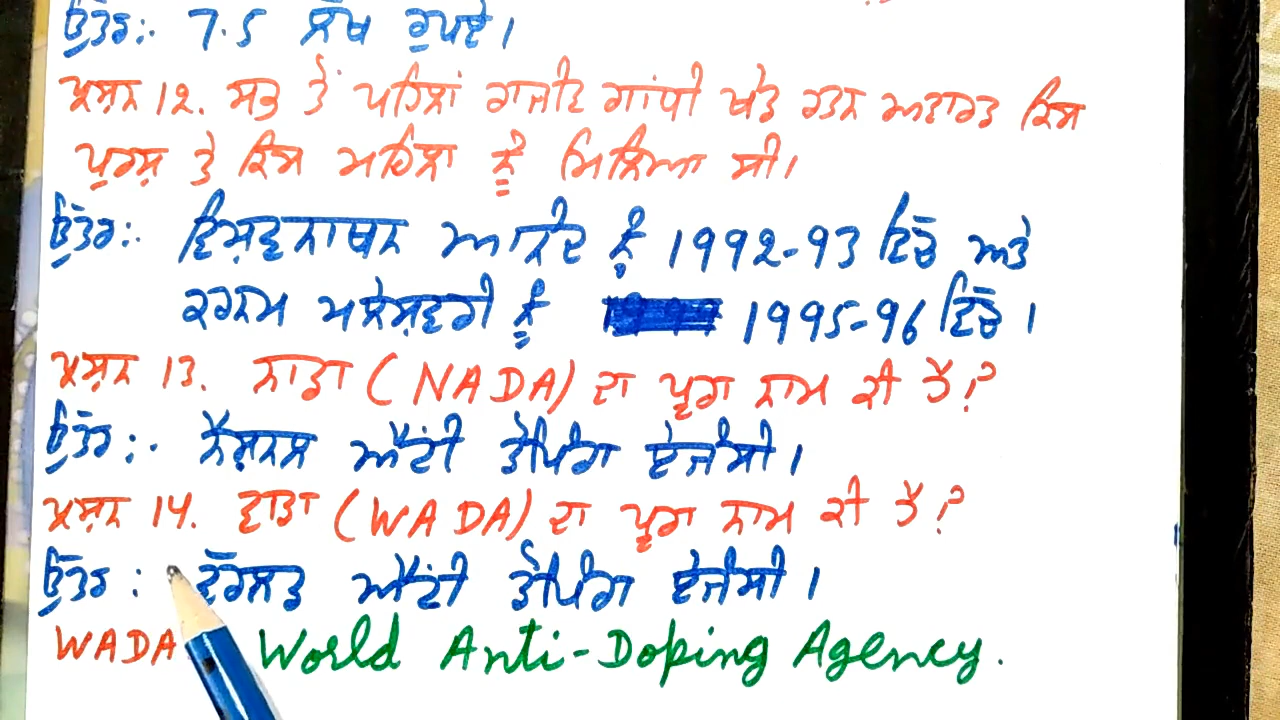 ਉੱਤਰ:. 7.5 ਲੱਖ ਰੁਪਏ।
ਪ੍ਰਸ਼ਨ 12. ਸਭ ਤੋਂ ਪਹਿਲਾਂ ਰਾਜੀਵ ਗਾਂਧੀ ਖੇਡ ਰਤਨ ਅਵਾਰਡ ਕਿਸ
ਪੁਰਸ਼ ਤੇ ਕਿਸ ਮਹਿਲਾ ਨੂੰ ਮਿਲਿਆ ਸੀ।
ਉੱਤਰ:. ਵਿਸ਼ਵਨਾਥਨ ਆਨੰਦ ਨੂੰ 1992-93 ਵਿੱਚ ਅਤੇ
ਕਰਨਮ ਮਲੇਸ਼ਵਰੀ ਨੂੰ 1995-96 ਵਿੱਚ।
ਪ੍ਰਸ਼ਨ 13. ਨਾਡਾ (NADA) ਦਾ ਪੂਰਾ ਨਾਮ ਕੀ ਹੈ?
ਉੱਤਰ:. ਨੈਸ਼ਨਲ ਐਂਟੀ ਡੋਪਿੰਗ ਏਜੰਸੀ।
ਪ੍ਰਸ਼ਨ 14. ਵਾਡਾ (WADA) ਦਾ ਪੂਰਾ ਨਾਮ ਕੀ ਹੈ?
ਉੱਤਰ: ਵੱਰਲਡ ਐਂਟੀ ਡੋਪਿੰਗ ਏਜੰਸੀ।
WADA World Anti-Doping Agency.